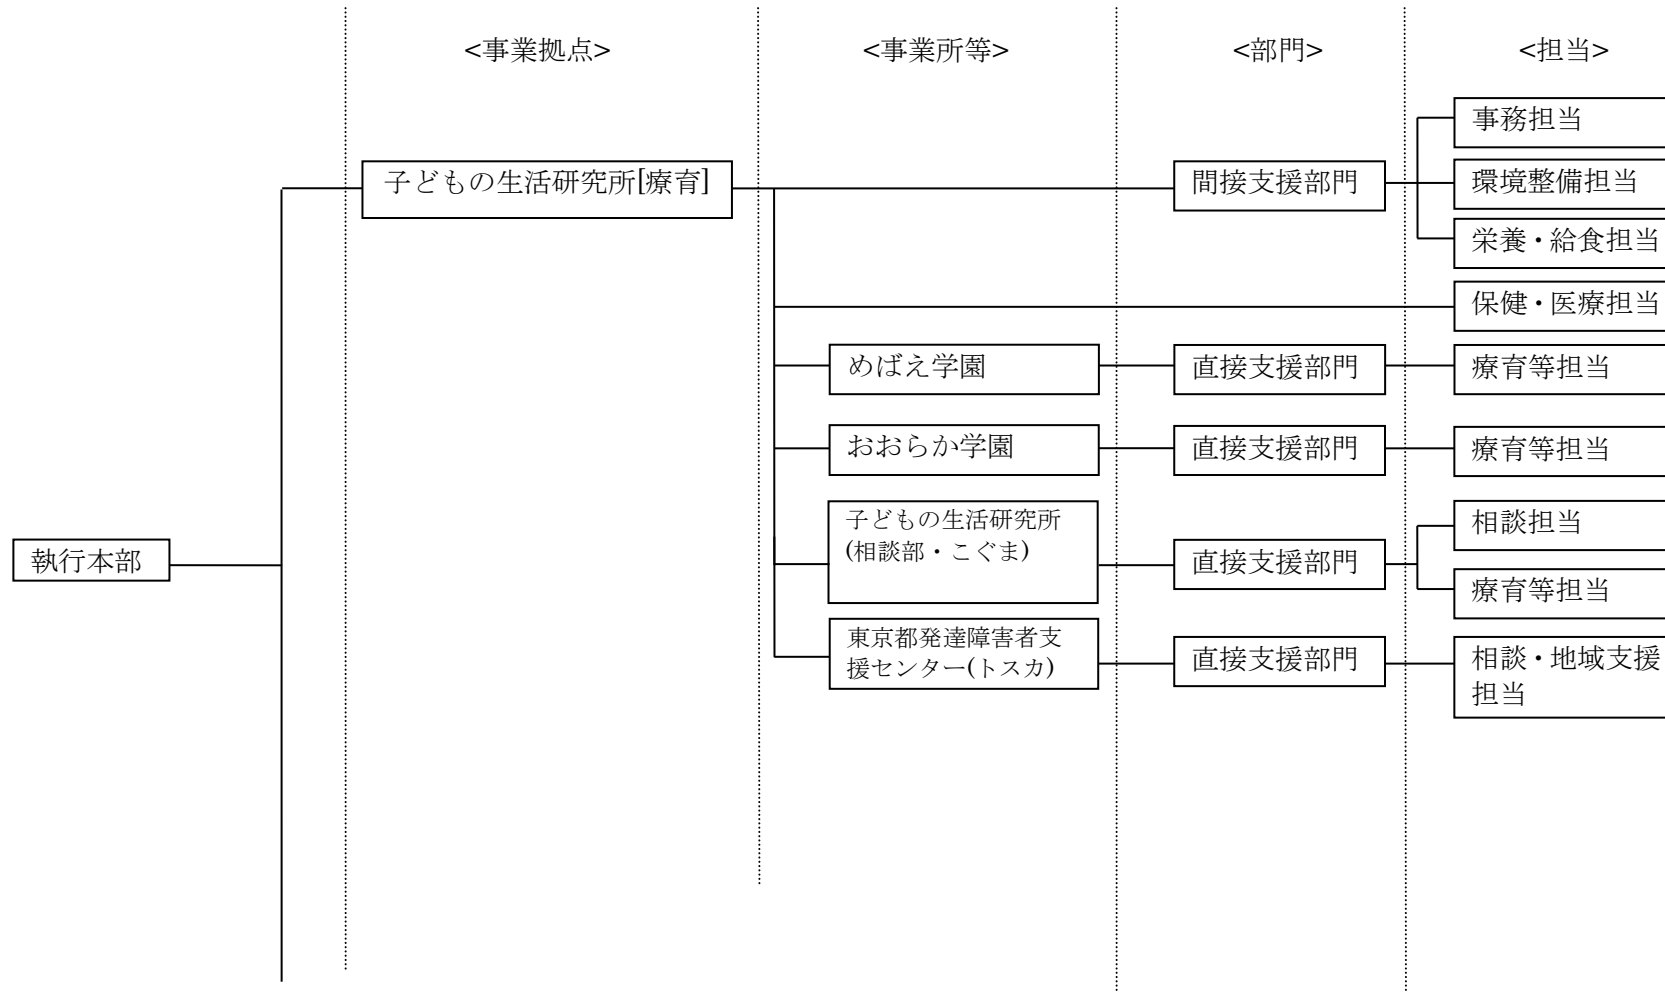 <事業拠点>
<事業所等>
<部門>
<担当>
子どもの生活研究所[療育]
間接支援部門
事務担当
環境整備担当
栄養・給食担当
保健・医療担当
めばえ学園
直接支援部門
療育等担当
おおらか学園
直接支援部門
療育等担当
執行本部
子どもの生活研究所
(相談部・こぐま)
直接支援部門
相談担当
療育等担当
東京都発達障害者支
援センター(トスカ)
直接支援部門
相談・地域支援
担当